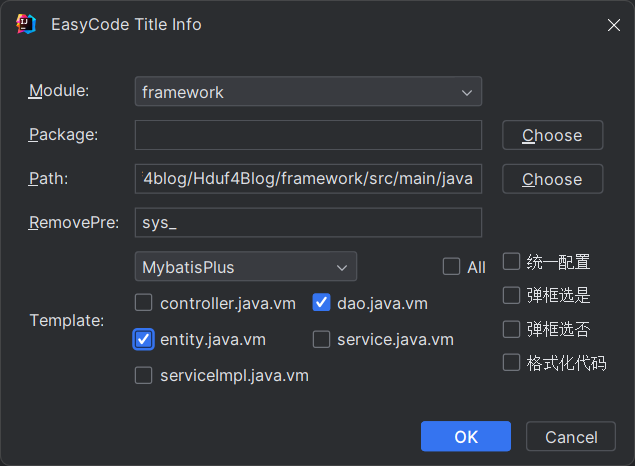 EasyCode Title Info
Module: framework
Package: Choose
Path: 4blog/Hduf4Blog/framework/src/main/java Choose
RemovePre: sys_
MybatisPlus All 统一配置
controller.java.vm dao.java.vm 弹框选是
Template:
entity.java.vm service.java.vm 弹框选否
serviceImpl.java.vm 格式化代码
OK Cancel